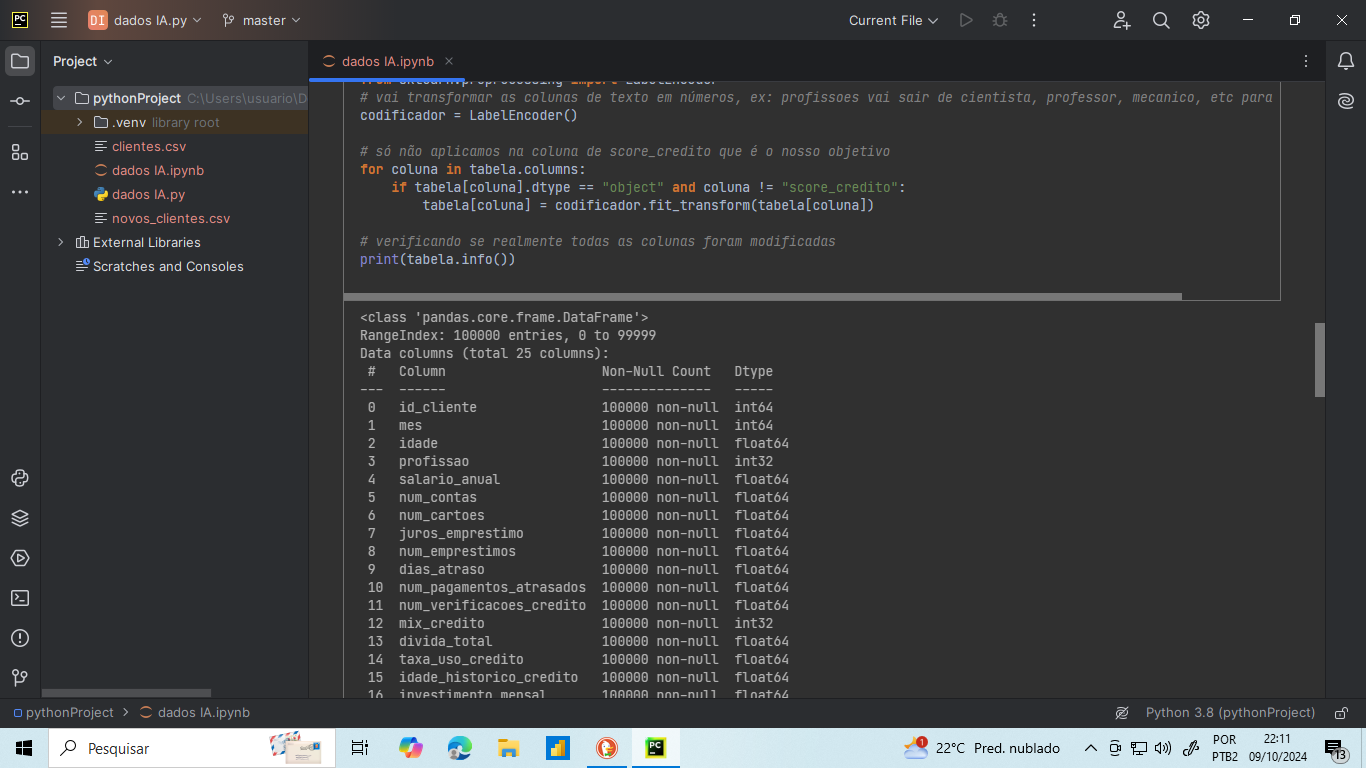 PC
DI dados IA.py
master
Current File
Project
dados IA.ipynb
pythonProject C:\Users\usuario\D
.venv library root
clientes.csv
dados IA.ipynb
dados IA.py
novos_clientes.csv
External Libraries
Scratches and Consoles
from sklearn.preprocessing import LabelEncoder
# vai transformar as colunas de texto em números, ex: profissoes vai sair de cientista, professor, mecanico, etc para
codificador = LabelEncoder()
# só não aplicamos na coluna de score_credito que é o nosso objetivo
for coluna in tabela.columns:
if tabela[coluna].dtype == "object" and coluna != "score_credito":
tabela[coluna] = codificador.fit_transform(tabela[coluna])
# verificando se realmente todas as colunas foram modificadas
print(tabela.info())
<class 'pandas.core.frame.DataFrame'>
RangeIndex: 100000 entries, 0 to 99999
Data columns (total 25 columns):
# Column Non-Null Count Dtype
--- ------ -------------- -----
0 id_cliente 100000 non-null int64
1 mes 100000 non-null int64
2 idade 100000 non-null float64
3 profissao 100000 non-null int32
4 salario_anual 100000 non-null float64
5 num_contas 100000 non-null float64
6 num_cartoes 100000 non-null float64
7 juros_emprestimo 100000 non-null float64
8 num_emprestimos 100000 non-null float64
9 dias_atraso 100000 non-null float64
10 num_pagamentos_atrasados 100000 non-null float64
11 num_verificacoes_credito 100000 non-null float64
12 mix_credito 100000 non-null int32
13 divida_total 100000 non-null float64
14 taxa_uso_credito 100000 non-null float64
15 idade_historico_credito 100000 non-null float64
16 investimento_mensal 100000 non-null float64
pythonProject > dados IA.ipynb
Python 3.8 (pythonProject)
Pesquisar
PC
1
22°C Pred. nublado
POR
PTB2
22:11
09/10/2024
13